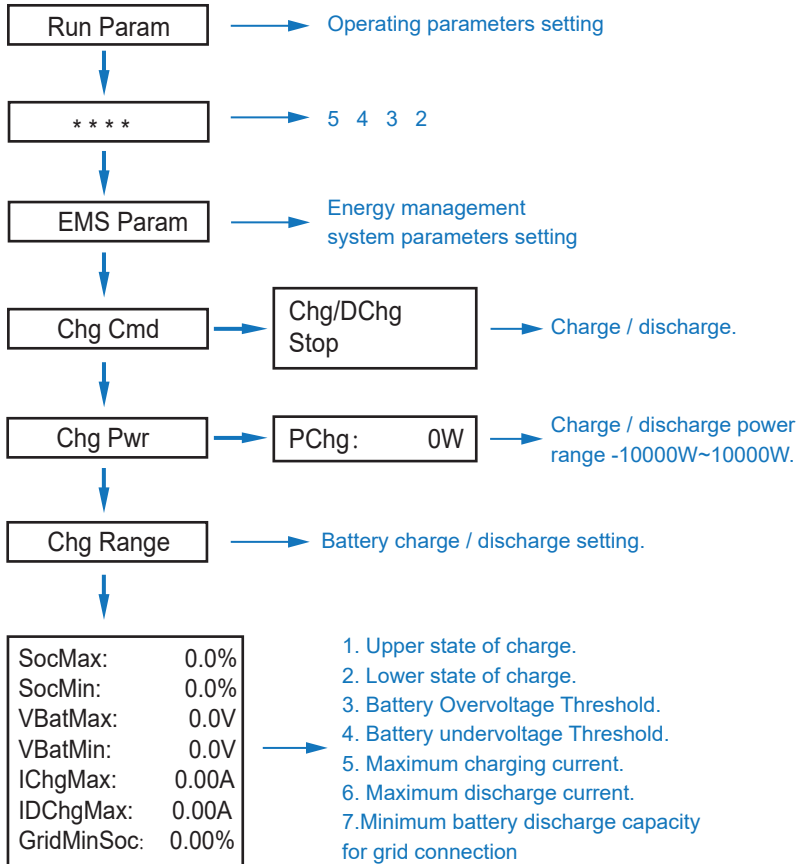 Run Param
Operating parameters setting
* * * *
5 4 3 2
EMS Param
Energy management
system parameters setting
Chg Cmd
Chg/DChg
Stop
Charge / discharge.
Chg Pwr
PChg: 0W
Charge / discharge power
range -10000W~10000W.
Chg Range
Battery charge / discharge setting.
SocMax: 0.0%
SocMin: 0.0%
VBatMax: 0.0V
VBatMin: 0.0V
IChgMax: 0.00A
IDChgMax: 0.00A
GridMinSoc: 0.00%
1. Upper state of charge.
2. Lower state of charge.
3. Battery Overvoltage Threshold.
4. Battery undervoltage Threshold.
5. Maximum charging current.
6. Maximum discharge current.
7.Minimum battery discharge capacity
for grid connection